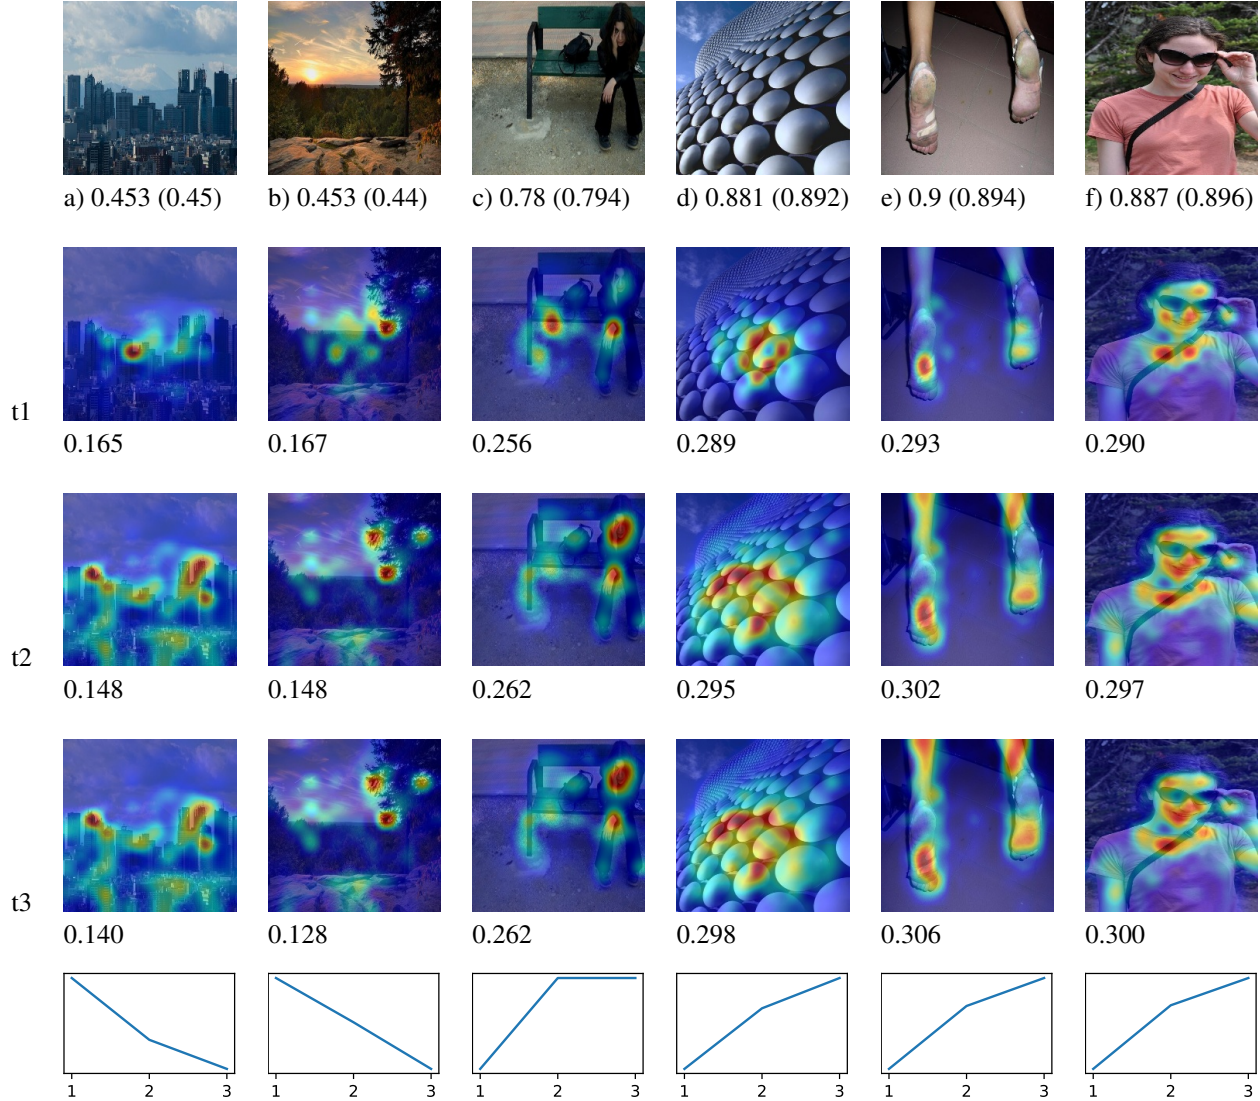 a) 0.453 (0.45) b) 0.453 (0.44) c) 0.78 (0.794) d) 0.881 (0.892) e) 0.9 (0.894) f) 0.887 (0.896)
t1
0.165 0.167 0.256 0.289 0.293 0.290
t2
0.148 0.148 0.262 0.295 0.302 0.297
t3
0.140 0.128 0.262 0.298 0.306 0.300
1 2 3 1 2 3 1 2 3 1 2 3 1 2 3 1 2 3